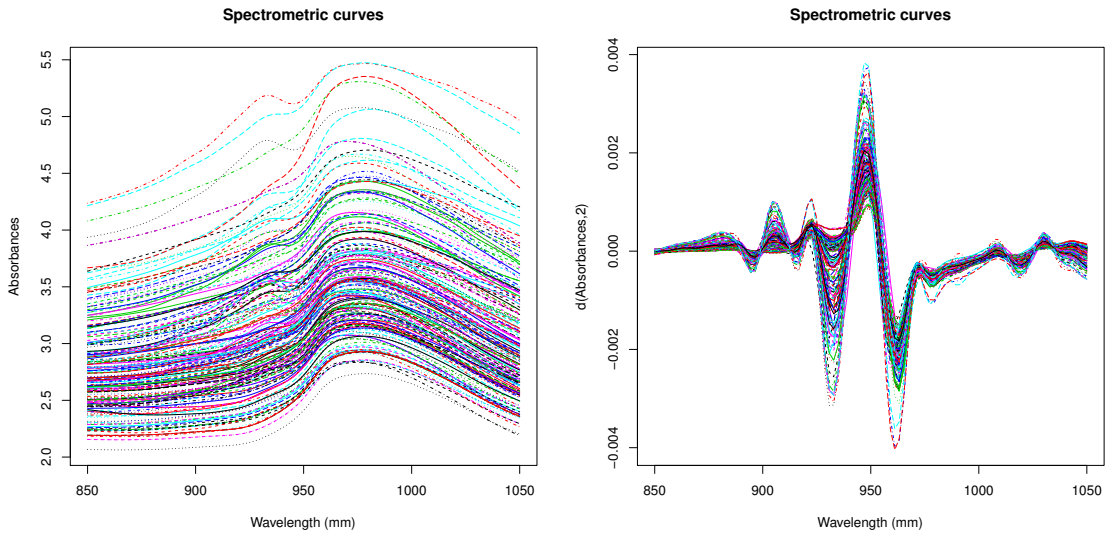 Spectrometric curves
Absorbances
5.5
5.0
4.5
4.0
3.5
3.0
2.5
2.0
850 900 950 1000 1050
Wavelength (mm)
Spectrometric curves
d(Absorbances,2)
0.004
0.002
0.000
−0.002
−0.004
850 900 950 1000 1050
Wavelength (mm)